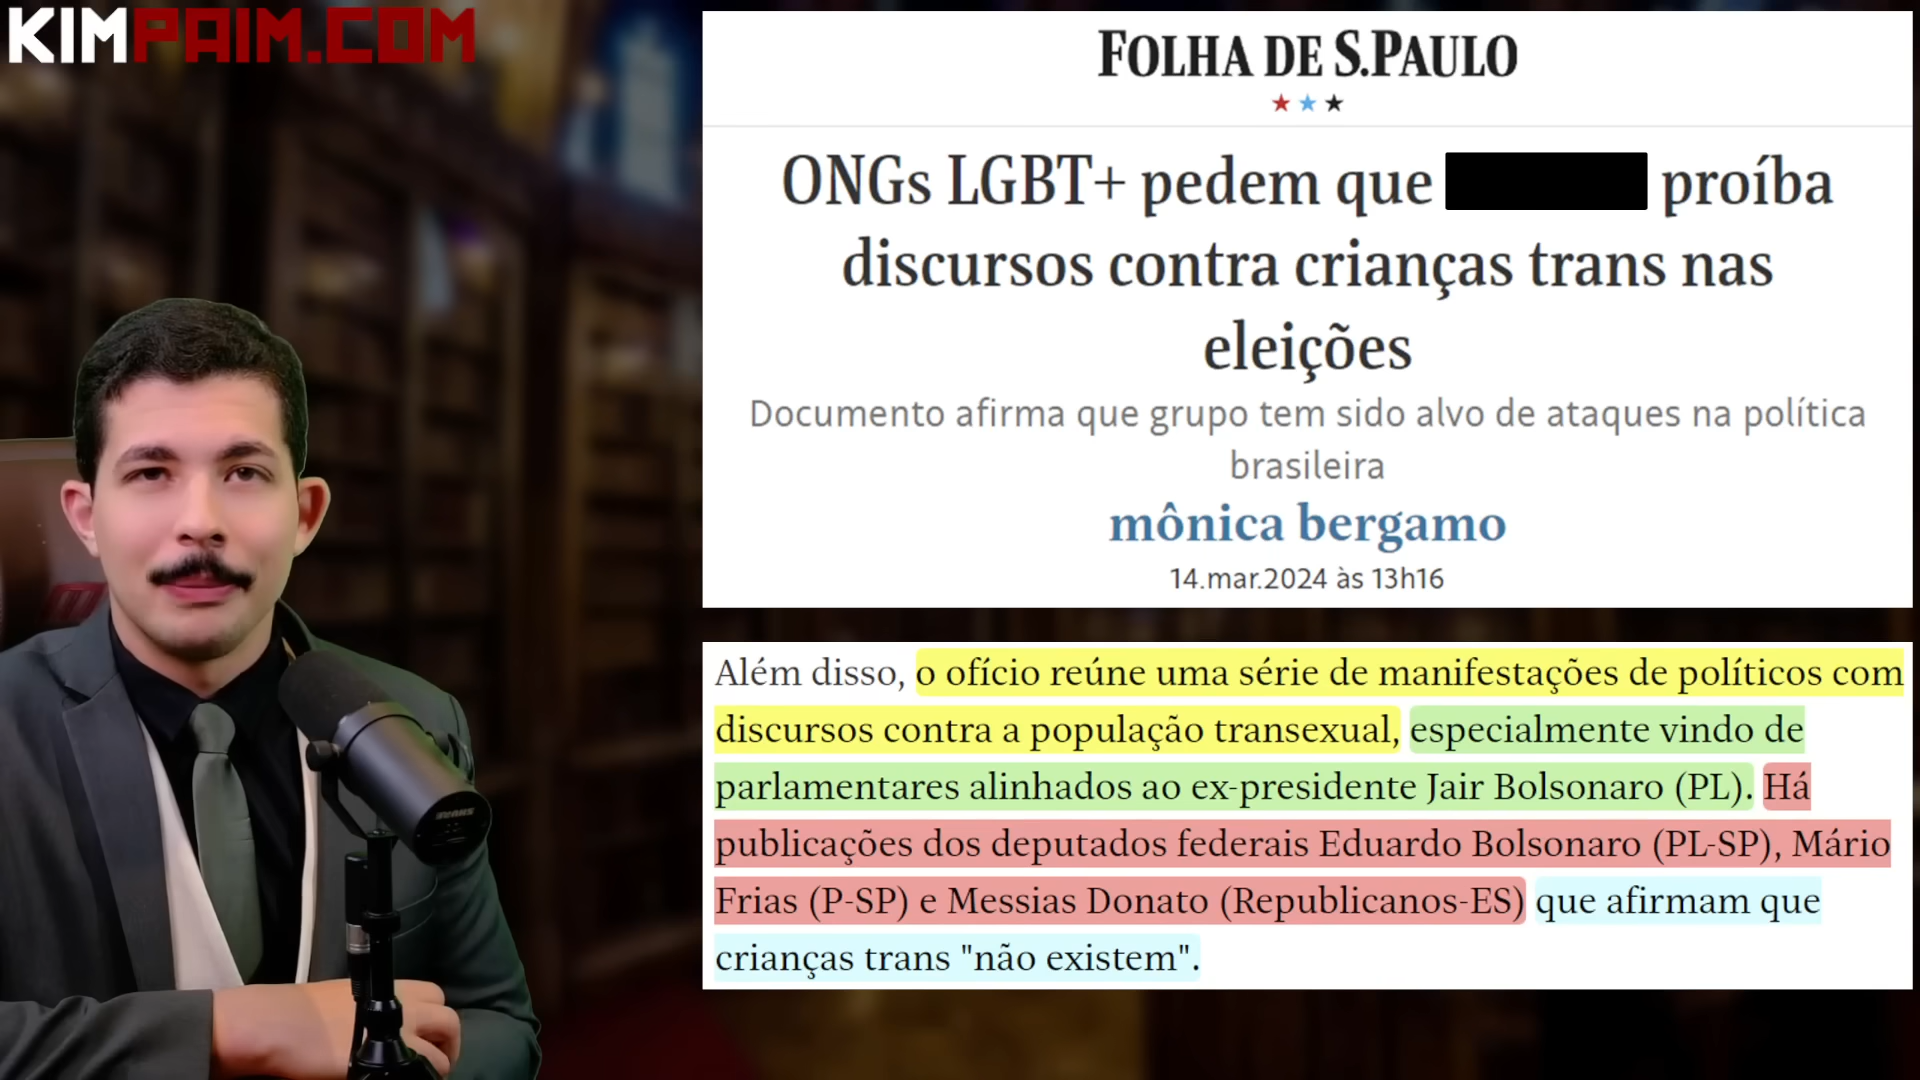 KIMPAIM.COM
FOLHA DE S.PAULO
ONGs LGBT+ pedem que proíba
discursos contra crianças trans nas
eleições
Documento afirma que grupo tem sido alvo de ataques na política
brasileira
mônica bergamo
14.mar.2024 às 13h16
Além disso, o ofício reúne uma série de manifestações de políticos com
discursos contra a população transexual, especialmente vindo de
parlamentares alinhados ao ex-presidente Jair Bolsonaro (PL). Há
publicações dos deputados federais Eduardo Bolsonaro (PL-SP), Mário
Frias (P-SP) e Messias Donato (Republicanos-ES) que afirmam que
crianças trans "não existem".